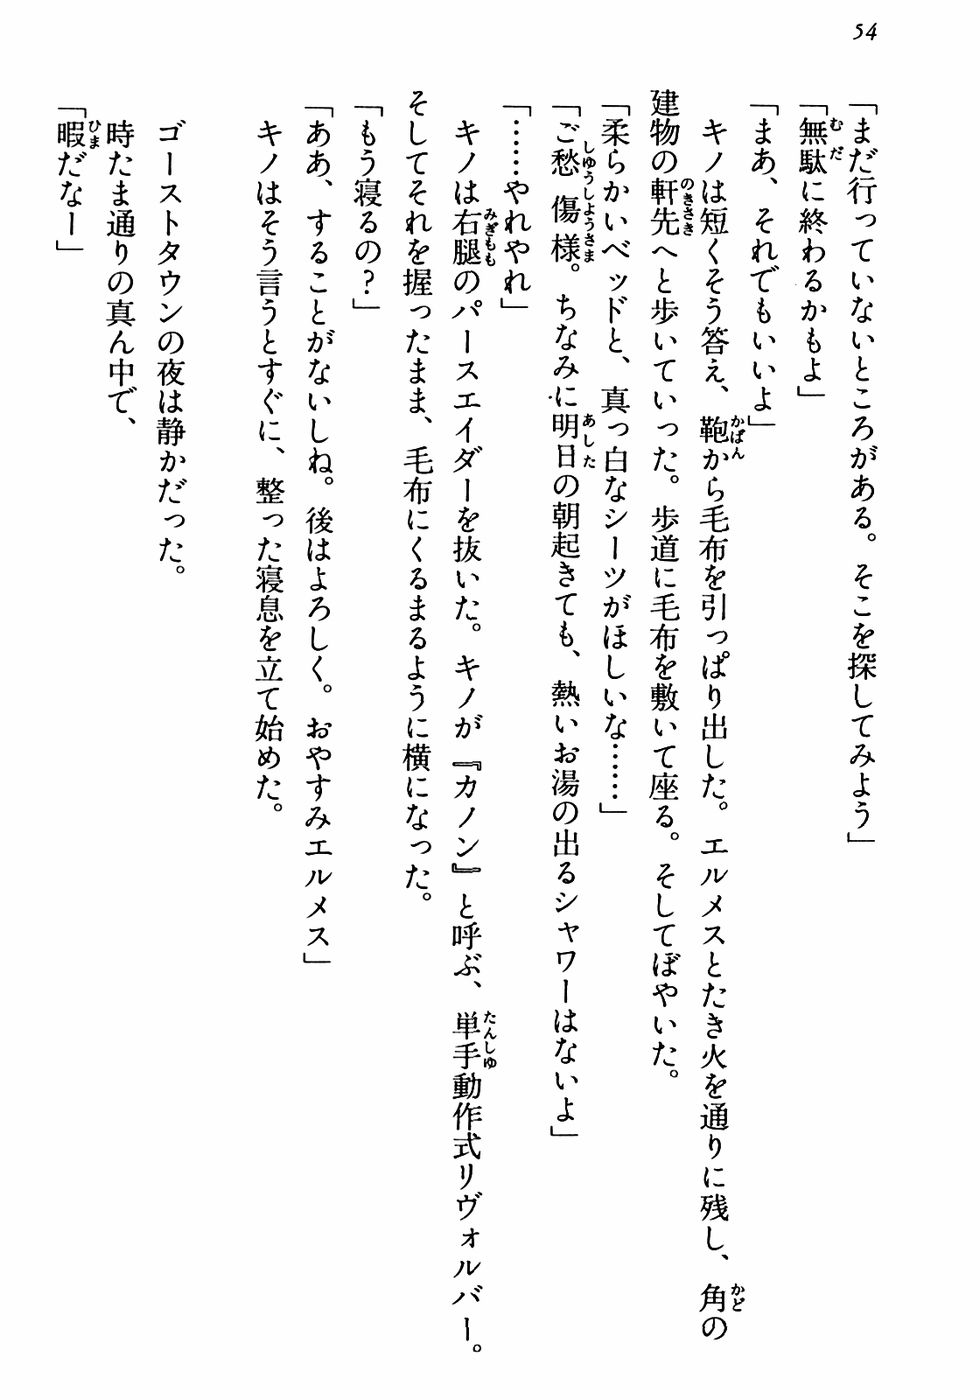 54
「まだ行っていないところがある。そこを探してみよう」
「無駄に終わるかもよ」
「まあ、それでもいいよ」
　キノは短くそう答え、鞄から毛布を引っぱり出した。エルメスとたき火を通りに残し、角の
建物の軒先へと歩いていった。歩道に毛布を敷いて座る。そしてぼやいた。
「柔らかいベッドと、真っ白なシーツがほしいな……」
「ご愁傷様。ちなみに明日の朝起きても、熱いお湯の出るシャワーはないよ」
「……やれやれ」
　キノは右腿のパースエイダーを抜いた。キノが『カノン』と呼ぶ、単手動作式リヴォルバー。
そしてそれを握ったまま、毛布にくるまるように横になった。
「もう寝るの？」
「ああ、することがないしね。後はよろしく。おやすみエルメス」
　キノはそう言うとすぐに、整った寝息を立て始めた。
　ゴーストタウンの夜は静かだった。
　時たま通りの真ん中で、
「暇だなー」